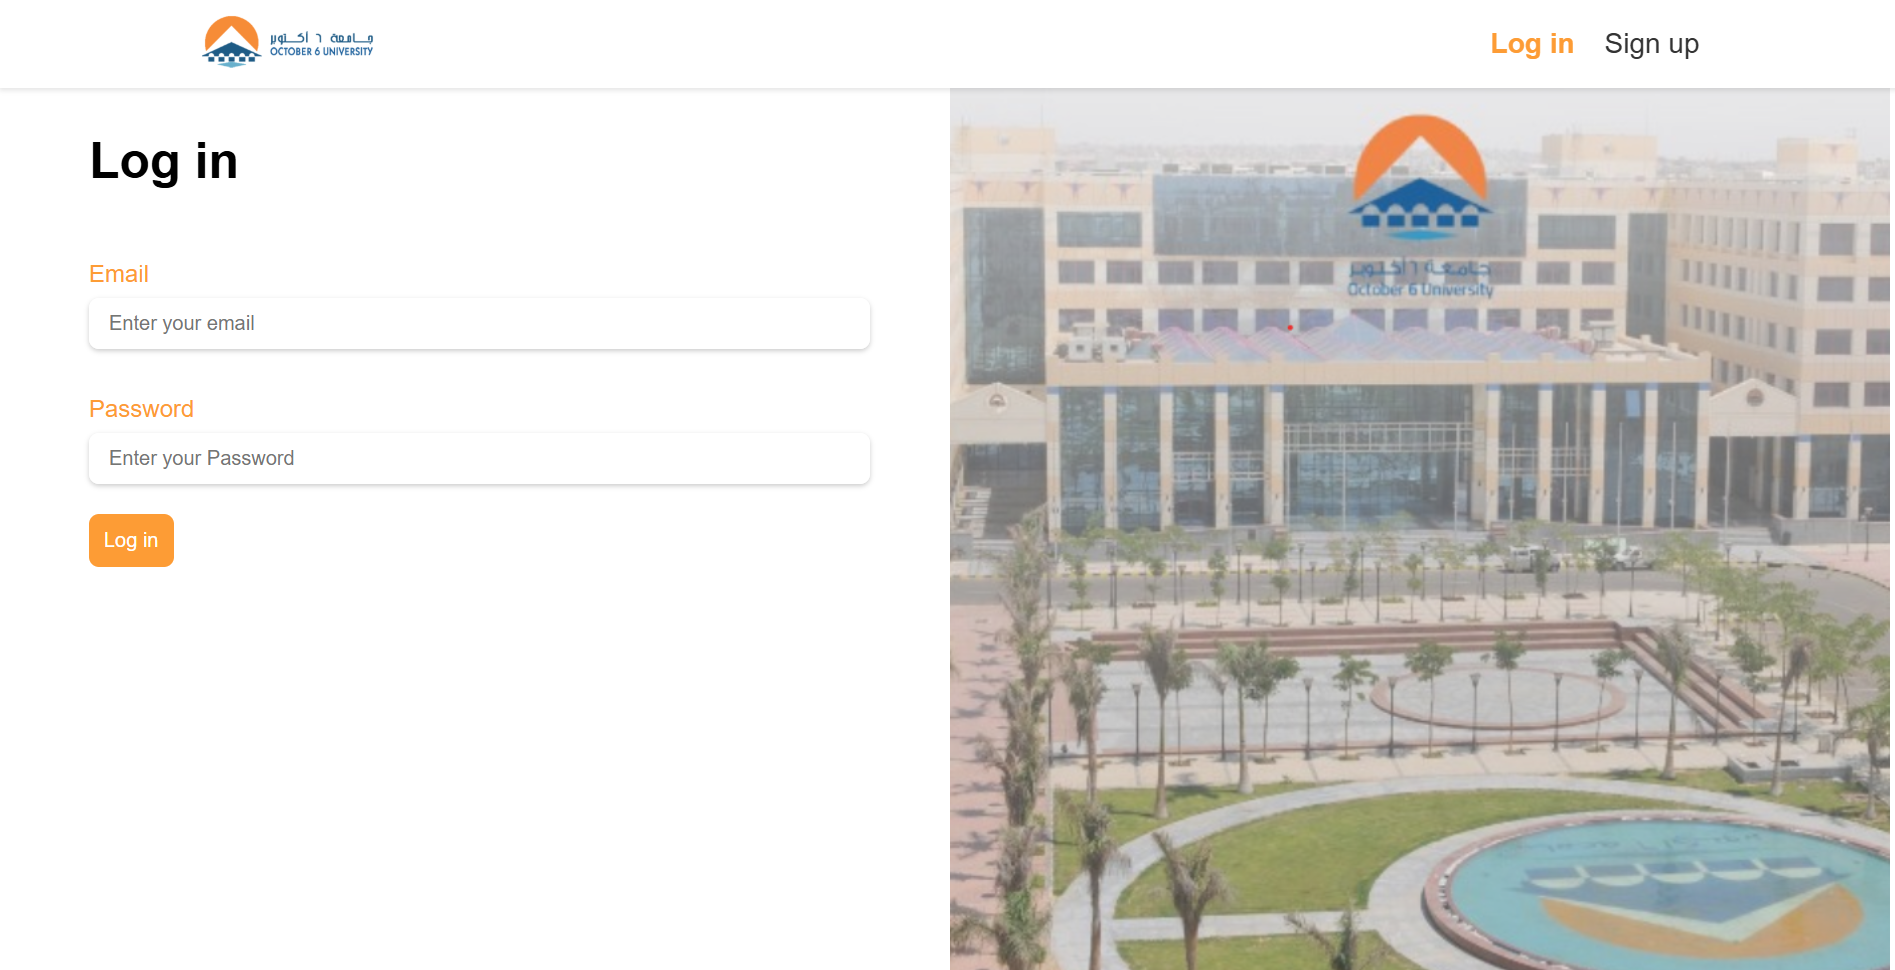 جامعة ٦ أكتوبر
OCTOBER 6 UNIVERSITY
Log in
Sign up
Log in
Email
Enter your email
Password
Enter your Password
Log in
جامعة ٦ أكتوبر
October 6 University